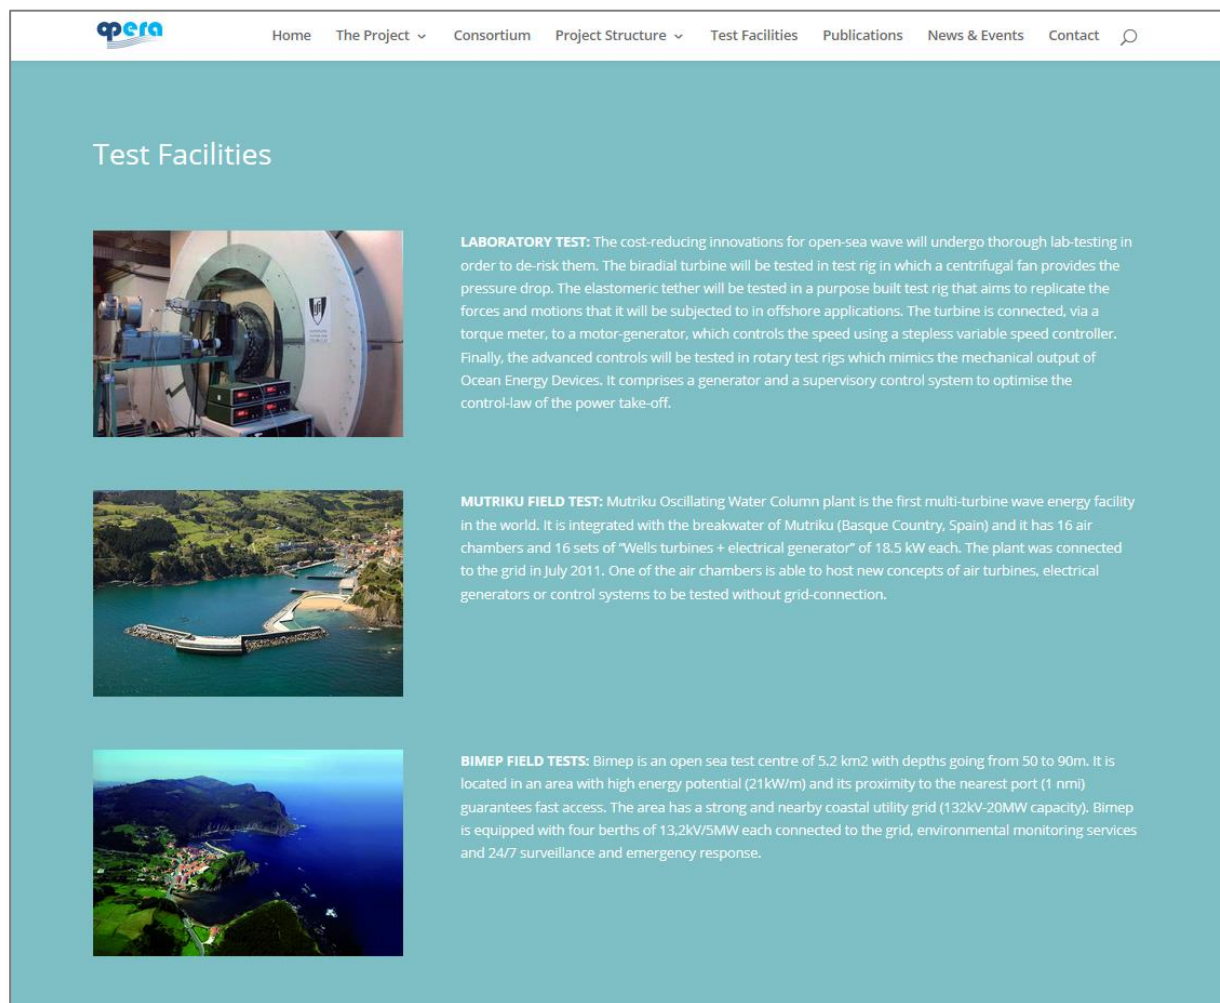 opera
Home The Project Consortium Project Structure Test Facilities Publications News & Events Contact
Test Facilities
LABORATORY TEST: The cost-reducing innovations for open-sea wave will undergo thorough lab-testing in
order to de-risk them. The biradial turbine will be tested in test rig in which a centrifugal fan provides the
pressure drop. The elastomeric tether will be tested in a purpose built test rig that aims to replicate the
forces and motions that it will be subjected to in offshore applications. The turbine is connected, via a
torque meter, to a motor-generator, which controls the speed using a stepless variable speed controller.
Finally, the advanced controls will be tested in rotary test rigs which mimics the mechanical output of
Ocean Energy Devices. It comprises a generator and a supervisory control system to optimise the
control-law of the power take-off.
MUTRIKU FIELD TEST: Mutriku Oscillating Water Column plant is the first multi-turbine wave energy facility
in the world. It is integrated with the breakwater of Mutriku (Basque Country, Spain) and it has 16 air
chambers and 16 sets of "Wells turbines + electrical generator" of 18.5 kW each. The plant was connected
to the grid in July 2011. One of the air chambers is able to host new concepts of air turbines, electrical
generators or control systems to be tested without grid-connection.
BIMEP FIELD TESTS: Bimep is an open sea test centre of 5.2 km2 with depths going from 50 to 90m. It is
located in an area with high energy potential (21kW/m) and its proximity to the nearest port (1 nmi)
guarantees fast access. The area has a strong and nearby coastal utility grid (132kV-20MW capacity). Bimep
is equipped with four berths of 13,2kV/5MW each connected to the grid, environmental monitoring services
and 24/7 surveillance and emergency response.